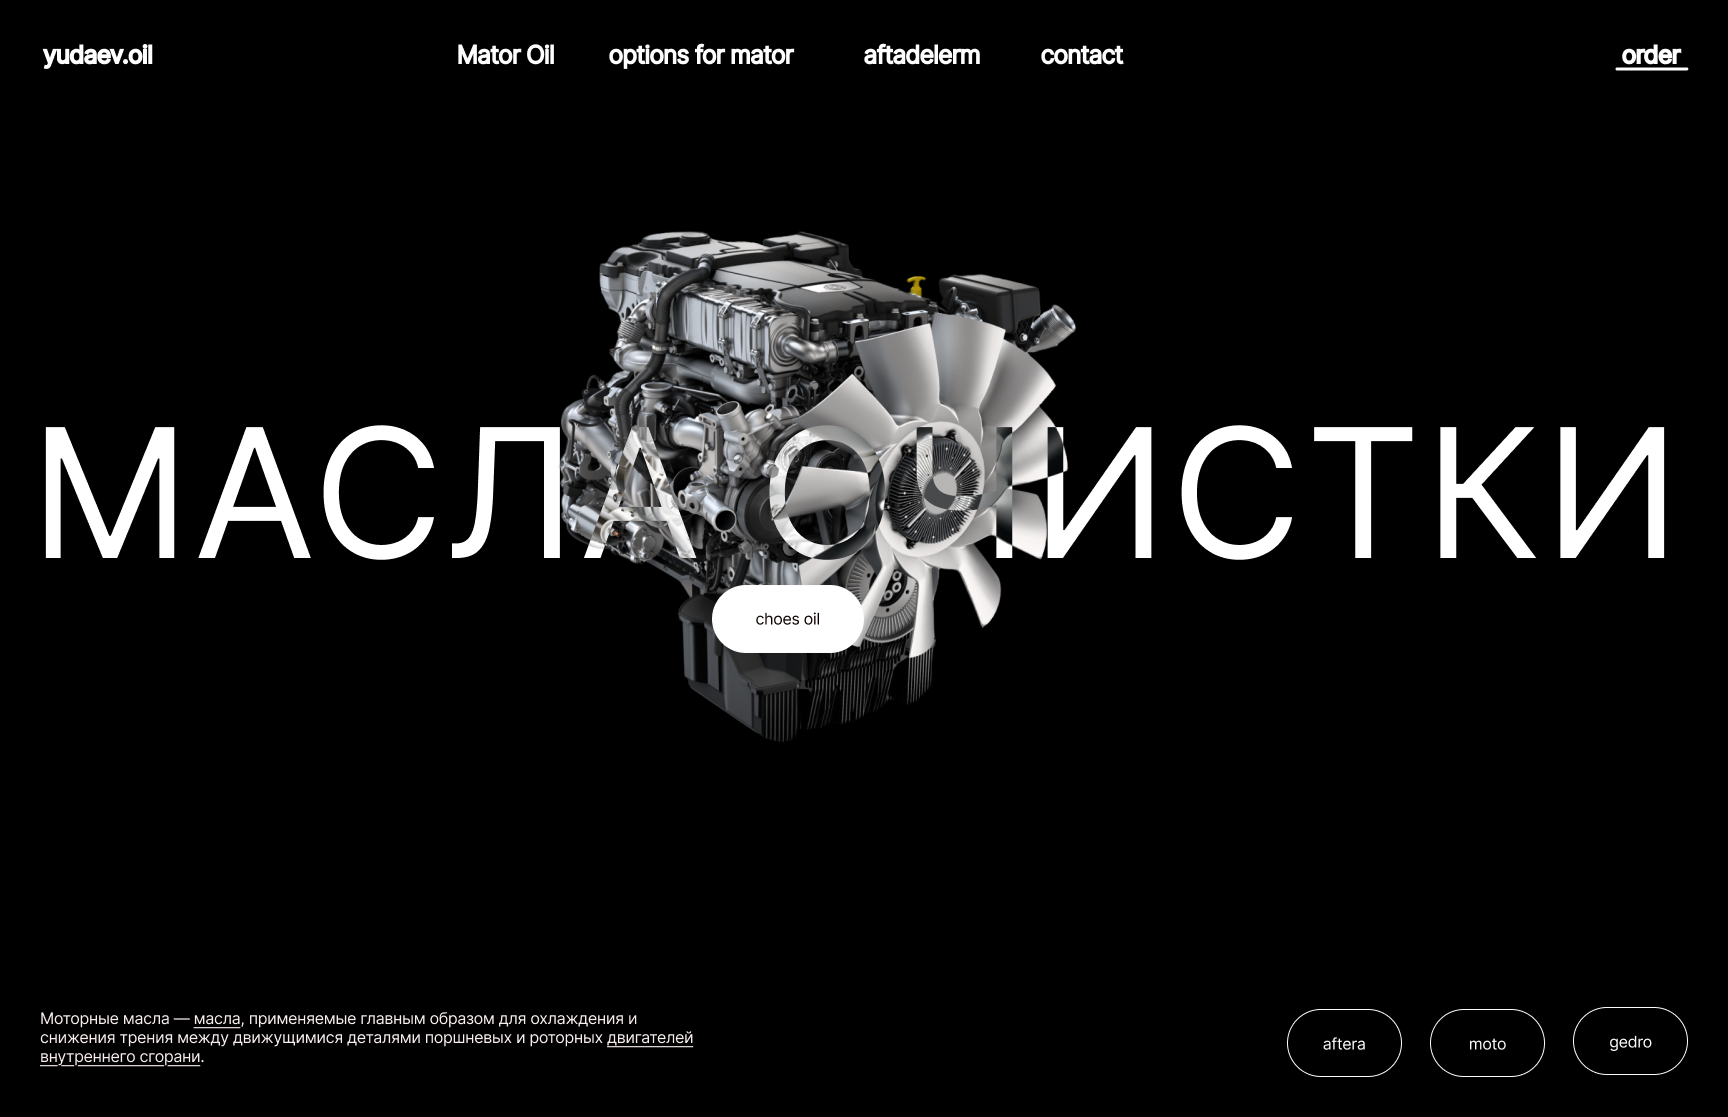 yudaev.oil
Mator Oil
options for mator
aftadelerm
contact
order
МАСЛА ОЧИСТКИ
choes oil
Моторные масла — масла, применяемые главным образом для охлаждения и
снижения трения между движущимися деталями поршневых и роторных двигателей
внутреннего сгорани.
aftera
moto
gedro